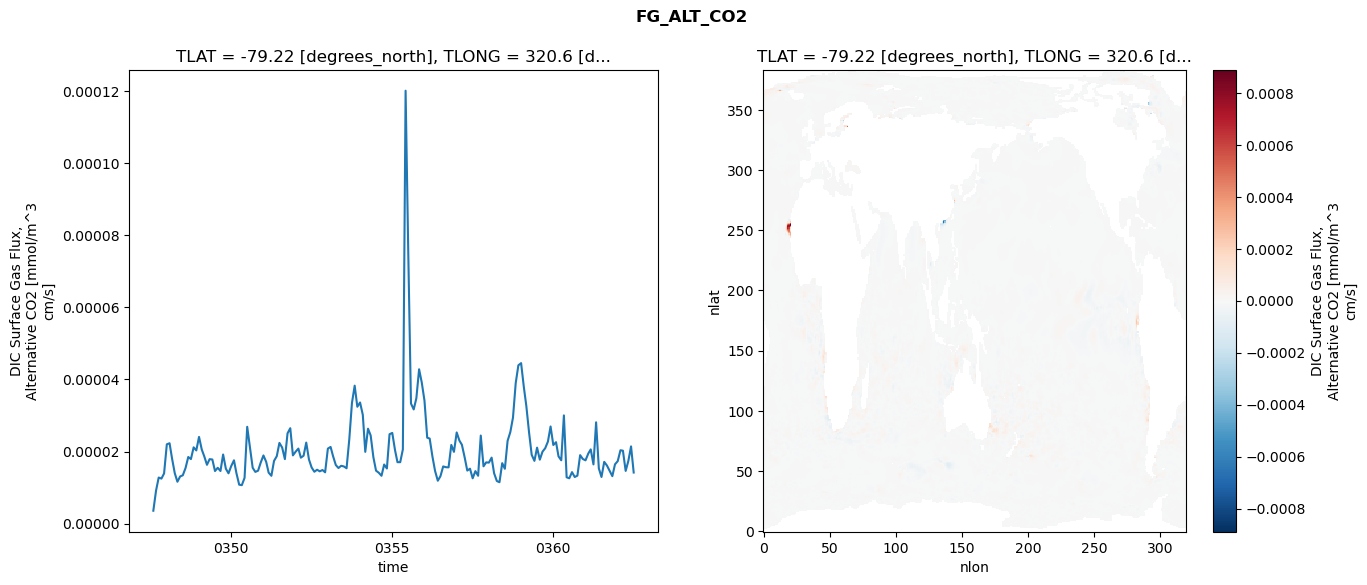 FG_ALT_CO2
TLAT = -79.22 [degrees_north], TLONG = 320.6 [d...
0.00012
0.00010
0.00008
0.00006
0.00004
0.00002
0.00000
DIC Surface Gas Flux,
Alternative CO2 [mmol/m^3
cm/s]
0350
0355
0360
time
TLAT = -79.22 [degrees_north], TLONG = 320.6 [d...
350
300
250
200
150
100
50
0
nlat
0
50
100
150
200
250
300
nlon
0.0008
0.0006
0.0004
0.0002
0.0000
−0.0002
−0.0004
−0.0006
−0.0008
DIC Surface Gas Flux,
Alternative CO2 [mmol/m^3
cm/s]